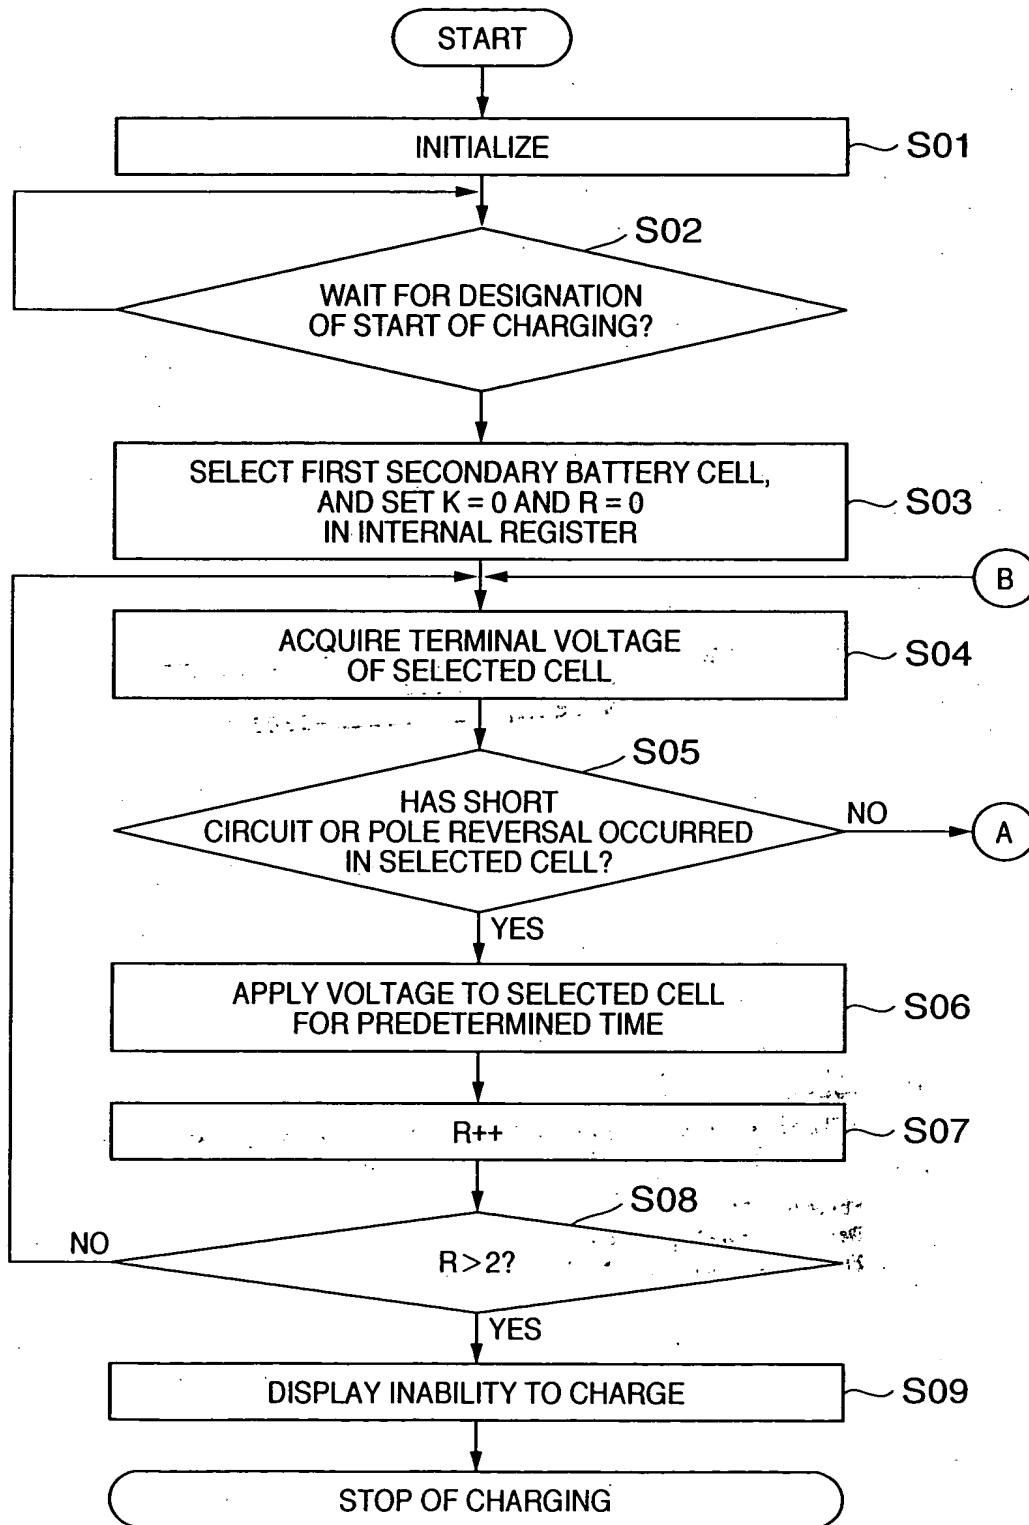 START
INITIALIZE
S01
S02
WAIT FOR DESIGNATION
OF START OF CHARGING?
SELECT FIRST SECONDARY BATTERY CELL,
AND SET K = 0 AND R = 0
IN INTERNAL REGISTER
S03
B
ACQUIRE TERMINAL VOLTAGE
OF SELECTED CELL
S04
S05
HAS SHORT
CIRCUIT OR POLE REVERSAL OCCURRED
IN SELECTED CELL?
NO
A
YES
APPLY VOLTAGE TO SELECTED CELL
FOR PREDETERMINED TIME
S06
R++
S07
S08
NO
R>2?
YES
DISPLAY INABILITY TO CHARGE
S09
STOP OF CHARGING